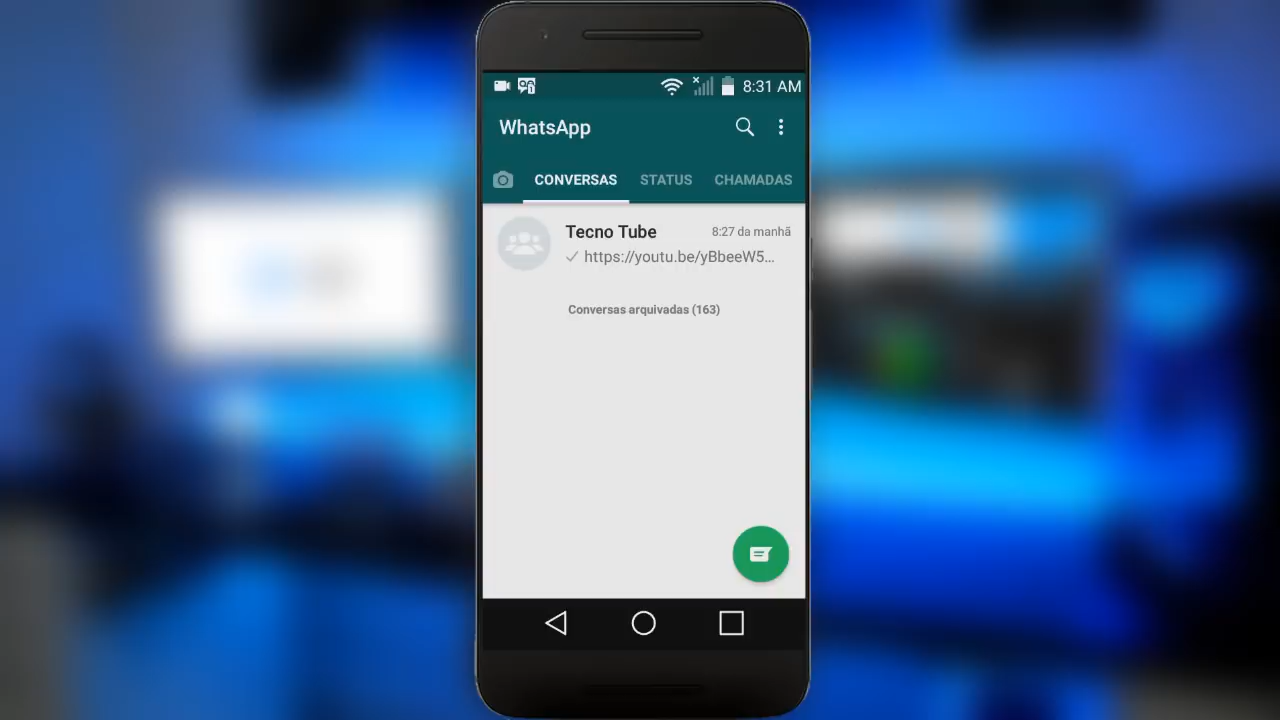 8:31 AM
WhatsApp
CONVERSAS STATUS CHAMADAS
Tecno Tube 8:27 da manhã
https://youtu.be/yBbeeW5...
Conversas arquivadas (163)